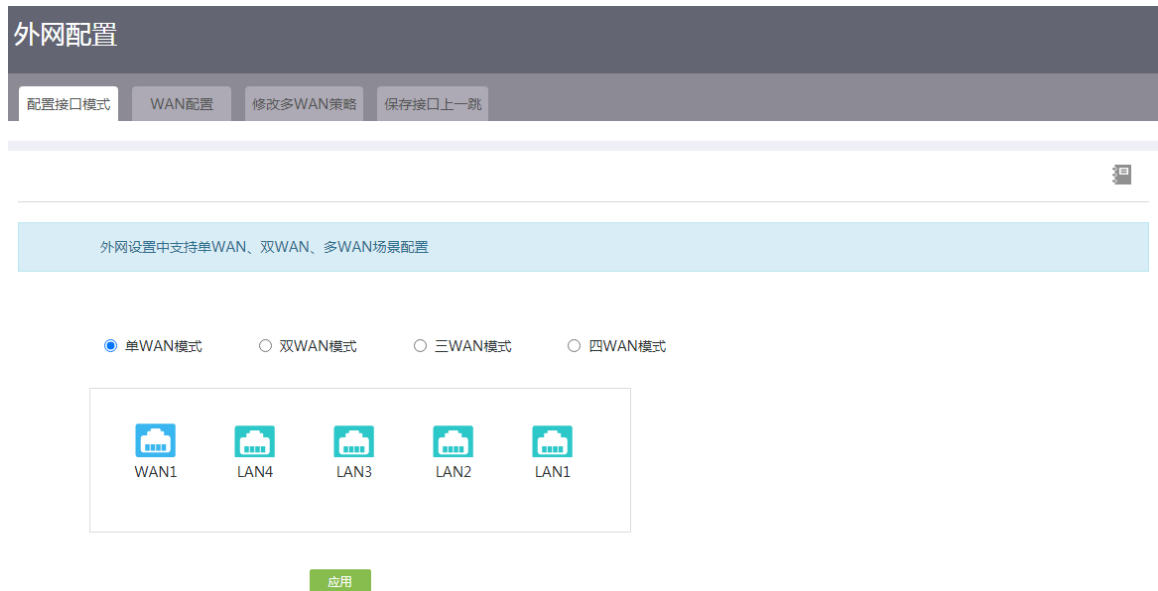 外网配置
配置接口模式 WAN配置 修改多WAN策略 保存接口上一跳
外网设置中支持单WAN、双WAN、多WAN场景配置
单WAN模式 双WAN模式 三WAN模式 四WAN模式
WAN1 LAN4 LAN3 LAN2 LAN1
应用